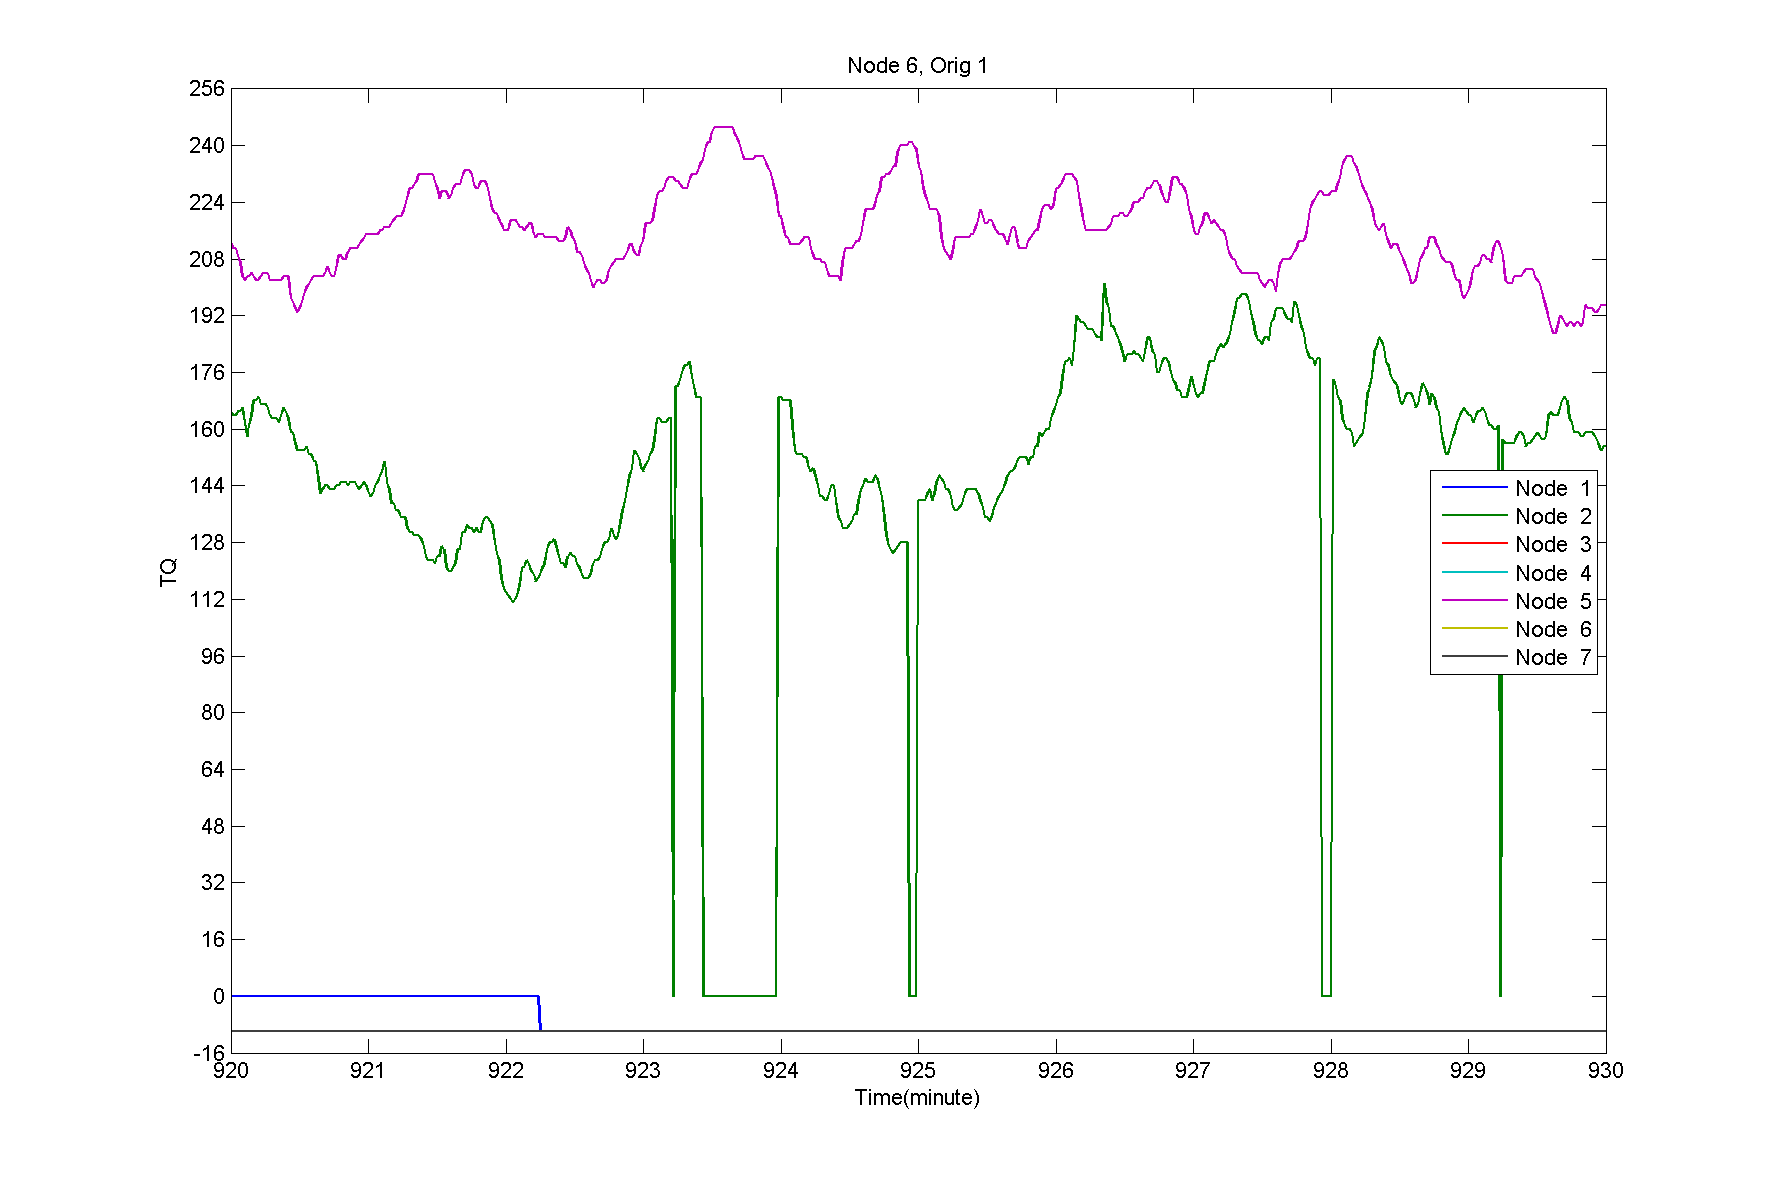 Node 6, Orig 1
256
240
224
208
192
176
160
144
128
112
96
80
64
48
32
16
0
-16
TQ
Node 1
Node 2
Node 3
Node 4
Node 5
Node 6
Node 7
920 921 922 923 924 925 926 927 928 929 930
Time(minute)